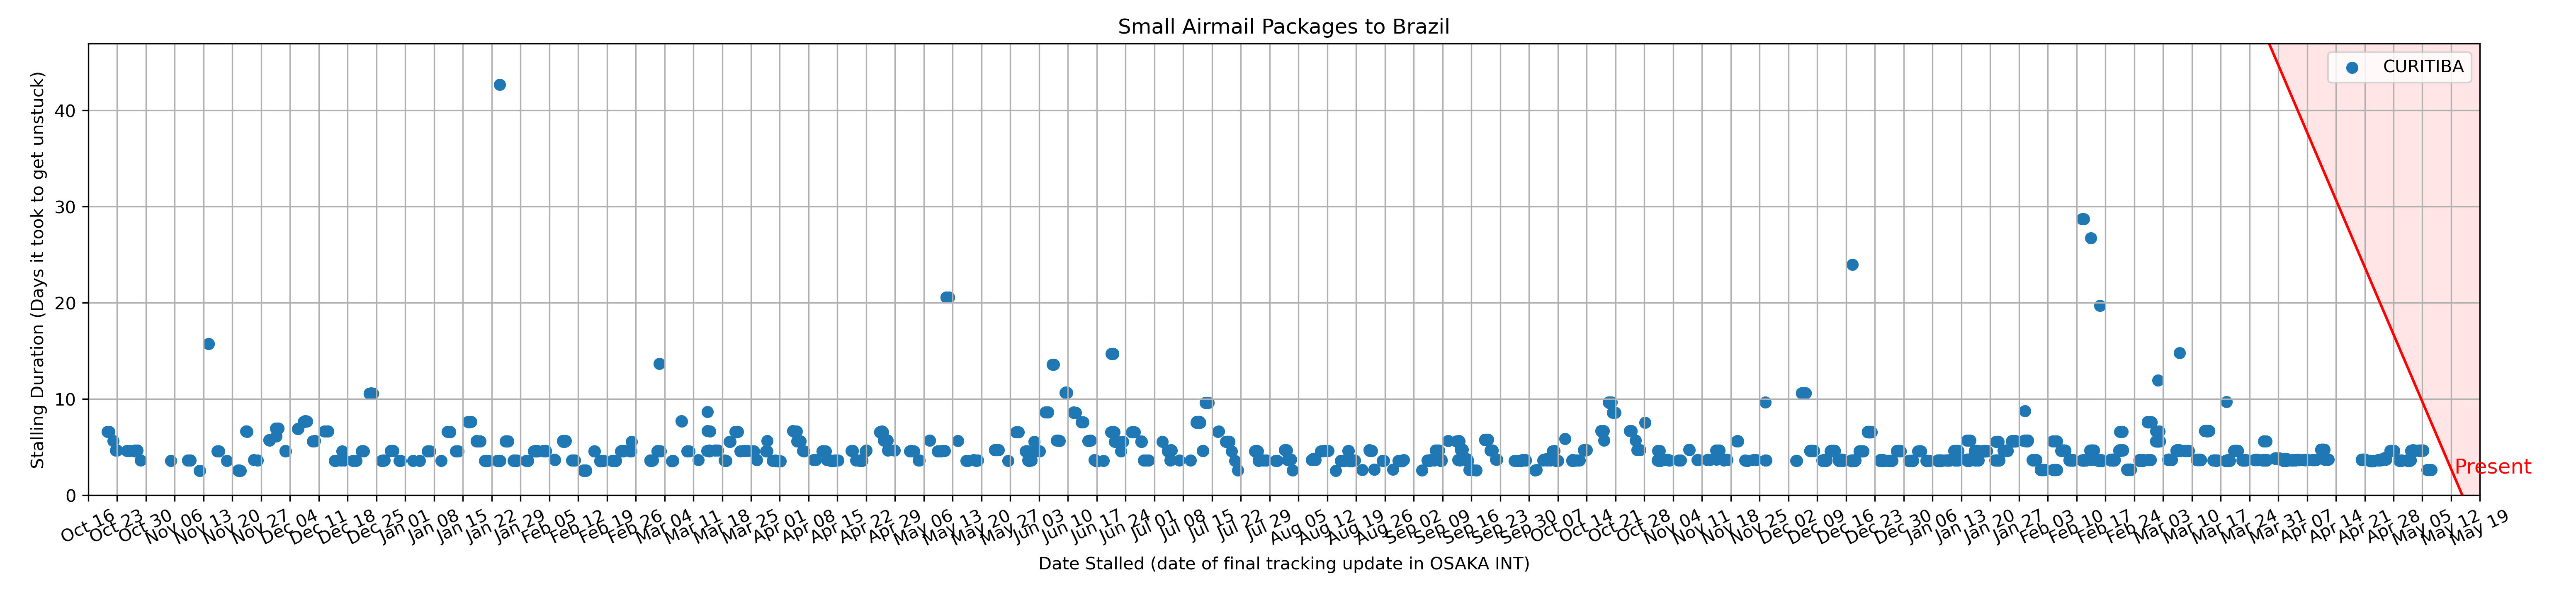 Small Airmail Packages to Brazil
CURITIBA
Stalling Duration (Days it took to get unstuck)
40
30
20
10
0
Present
Oct 16 Oct 23 Oct 30 Nov 06 Nov 13 Nov 20 Nov 27 Dec 04 Dec 11 Dec 18 Dec 25 Jan 01 Jan 08 Jan 15 Jan 22 Jan 29 Feb 05 Feb 12 Feb 19 Feb 26 Mar 04 Mar 11 Mar 18 Mar 25 Apr 01 Apr 08 Apr 15 Apr 22 Apr 29 May 06 May 13 May 20 May 27 Jun 03 Jun 10 Jun 17 Jun 24 Jul 01 Jul 08 Jul 15 Jul 22 Jul 29 Aug 05 Aug 12 Aug 19 Aug 26 Sep 02 Sep 09 Sep 16 Sep 23 Sep 30 Oct 07 Oct 14 Oct 21 Oct 28 Nov 04 Nov 11 Nov 18 Nov 25 Dec 02 Dec 09 Dec 16 Dec 23 Dec 30 Jan 06 Jan 13 Jan 20 Jan 27 Feb 03 Feb 10 Feb 17 Feb 24 Mar 03 Mar 10 Mar 17 Mar 24 Mar 31 Apr 07 Apr 14 Apr 21 Apr 28 May 05 May 12 May 19
Date Stalled (date of final tracking update in OSAKA INT)